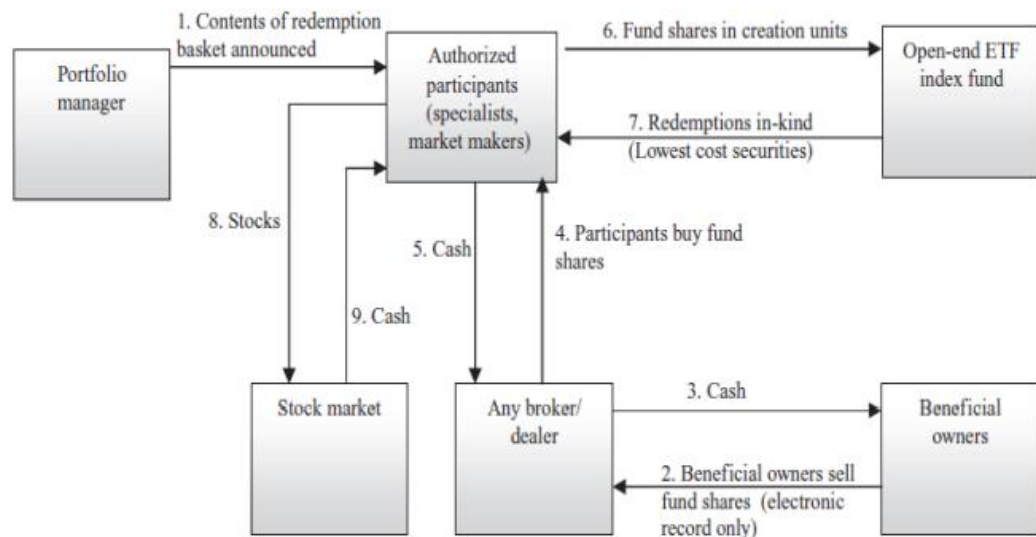 1. Contents of redemption
basket announced
Portfolio
manager
Authorized
participants
(specialists,
market makers)
6. Fund shares in creation units
Open-end ETF
index fund
7. Redemptions in-kind
(Lowest cost securities)
8. Stocks
5. Cash
4. Participants buy fund
shares
9. Cash
Stock market
Any broker/
dealer
3. Cash
Beneficial
owners
2. Beneficial owners sell
fund shares (electronic
record only)